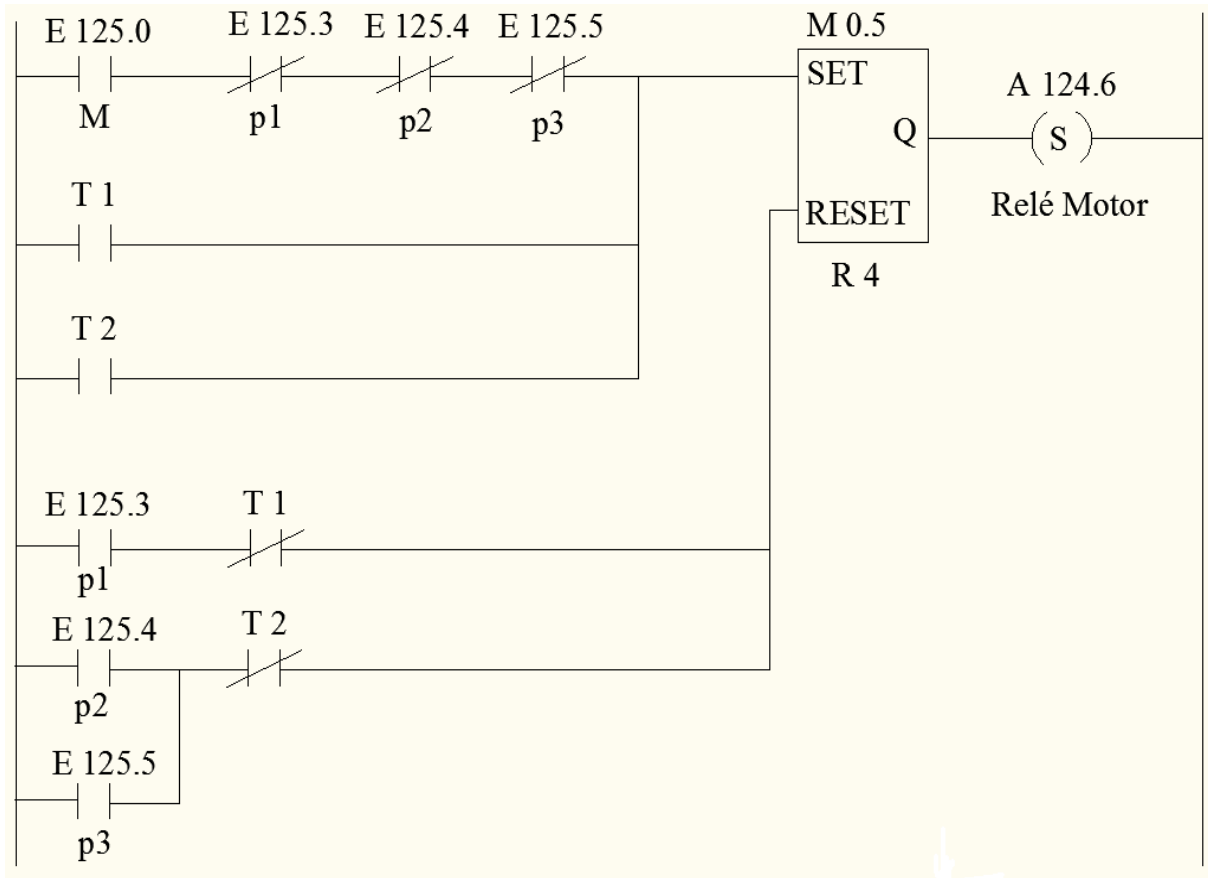 E 125.0 E 125.3 E 125.4 E 125.5 M 0.5
SET
A 124.6
M p1 p2 p3
Q
S
T 1
RESET
Relé Motor
R 4
T 2
E 125.3 T 1
p1
E 125.4 T 2
p2
E 125.5
p3